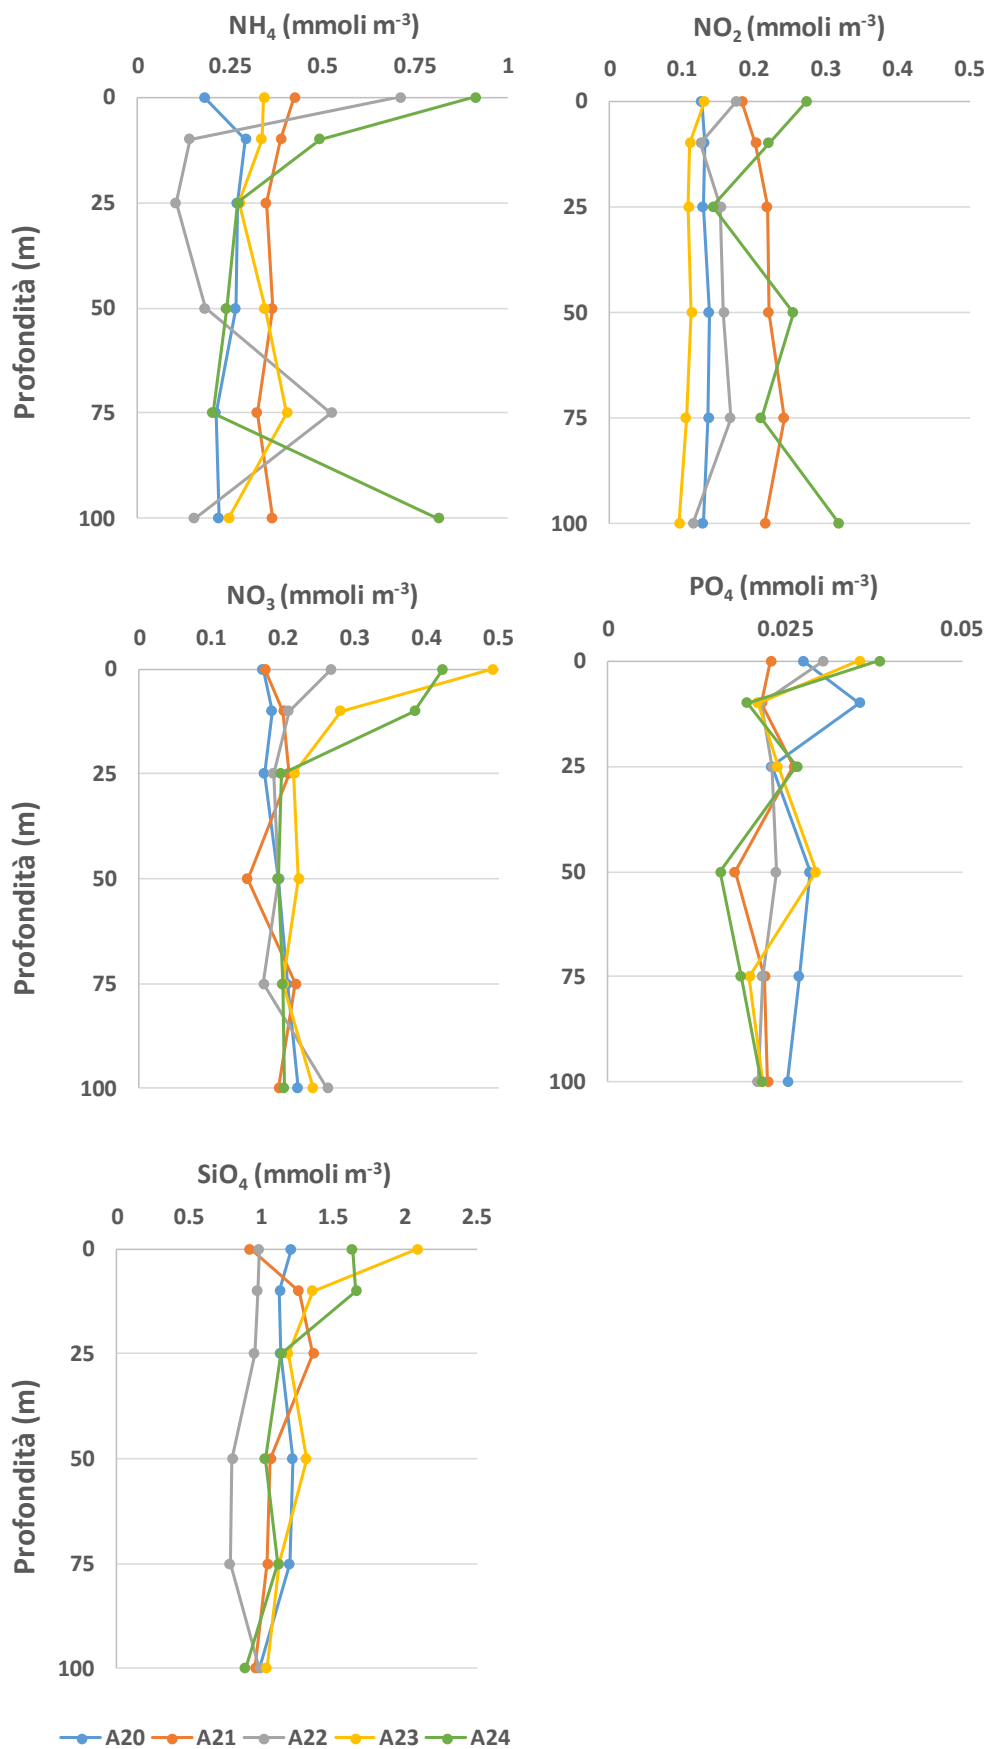 NH₄ (mmoli m⁻³)
0 0.25 0.5 0.75 1
0
25
50
75
100
Profondità (m)
NO₂ (mmoli m⁻³)
0 0.1 0.2 0.3 0.4 0.5
0
25
50
75
100
NO₃ (mmoli m⁻³)
0 0.1 0.2 0.3 0.4 0.5
0
25
50
75
100
Profondità (m)
PO₄ (mmoli m⁻³)
0 0.025 0.05
0
25
50
75
100
SiO₄ (mmoli m⁻³)
0 0.5 1 1.5 2 2.5
0
25
50
75
100
Profondità (m)
A20 A21 A22 A23 A24